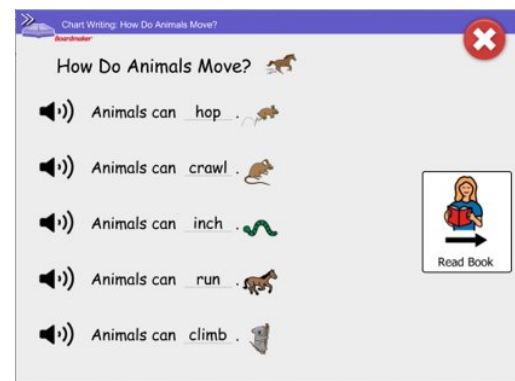 Chart Writing: How Do Animals Move?
Boardmaker
How Do Animals Move?
Animals can hop .
Animals can crawl .
Animals can inch .
Animals can run .
Animals can climb .
Read Book